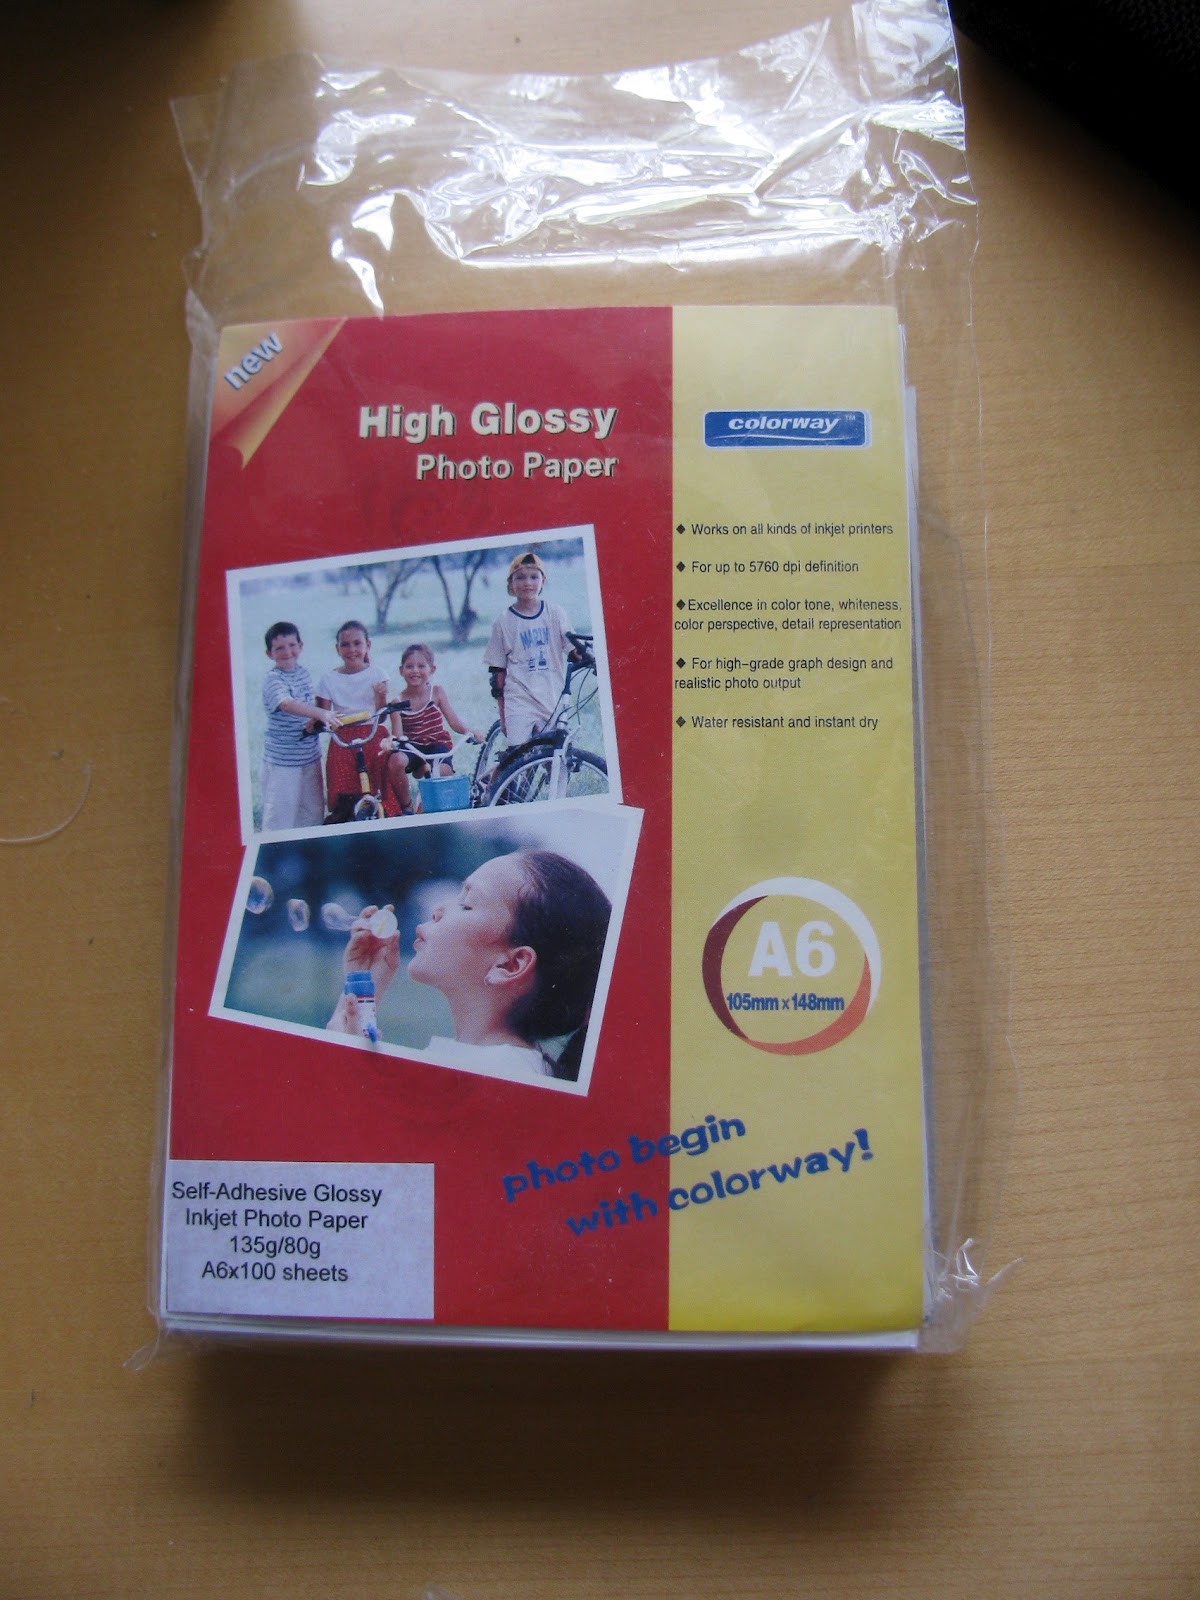 new
High Glossy
Photo Paper
colorway™
◆ Works on all kinds of inkjet printers
◆ For up to 5760 dpi definition
◆Excellence in color tone, whiteness,
color perspective, detail representation
◆ For high-grade graph design and
realistic photo output
◆ Water resistant and instant dry
A6
105mm x 148mm
photo begin
with colorway!
Self-Adhesive Glossy
Inkjet Photo Paper
135g/80g
A6x100 sheets